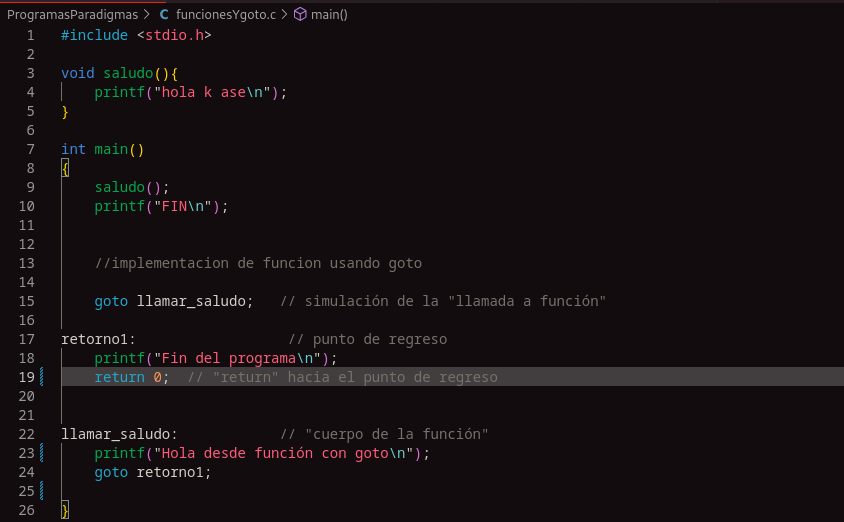 ProgramasParadigmas > C funcionesYgoto.c > main()
1 #include <stdio.h>
2
3 void saludo(){
4     printf("hola k ase\n");
5 }
6
7 int main()
8 {
9     saludo();
10     printf("FIN\n");
11
12
13     //implementacion de funcion usando goto
14
15     goto llamar_saludo;   // simulación de la "llamada a función"
16
17 retorno1:                  // punto de regreso
18     printf("Fin del programa\n");
19     return 0;  // "return" hacia el punto de regreso
20
21
22 llamar_saludo:            // "cuerpo de la función"
23     printf("Hola desde función con goto\n");
24     goto retorno1;
25
26 }